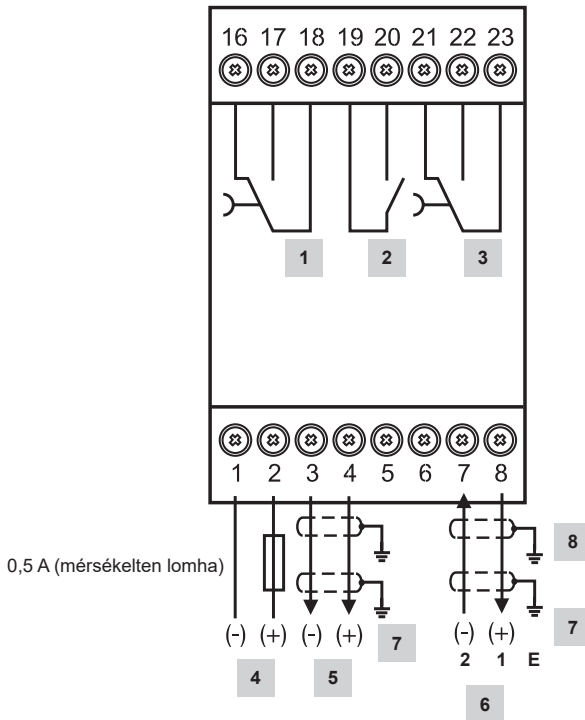 16 17 18 19 20 21 22 23
1 2 3
1 2 3 4 5 6 7 8
8
0,5 A (mérsékelten lomha)
(-) (+) (-) (+) 7 (-) (+) 7
2 1 E
4 5
6